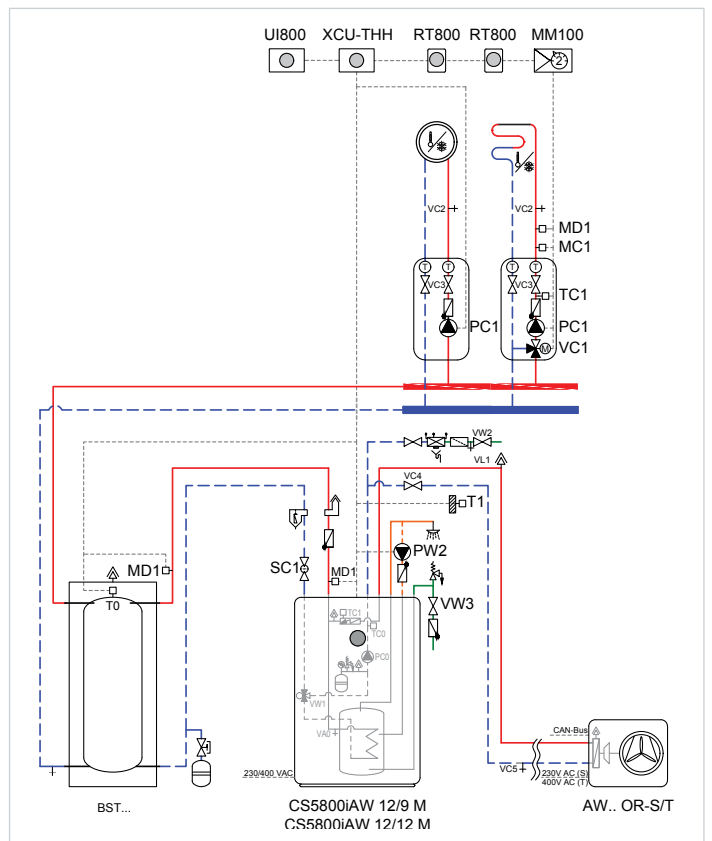 UI800 XCU-THH RT800 RT800 MM100
2
VC2
VC2
MD1
MC1
T T T T
VC3
VC3
TC1
PC1
PC1
M
VC1
VW2
VL1
VC4
T1
MD1
T0
SC1
MD1
PW2
VW3
TC1
TC0
PC0
VW1
VA0
CAN-Bus
230/400 VAC
VC5
230V AC (S)
400V AC (T)
BST...
CS5800iAW 12/9 M
CS5800iAW 12/12 M
AW.. OR-S/T